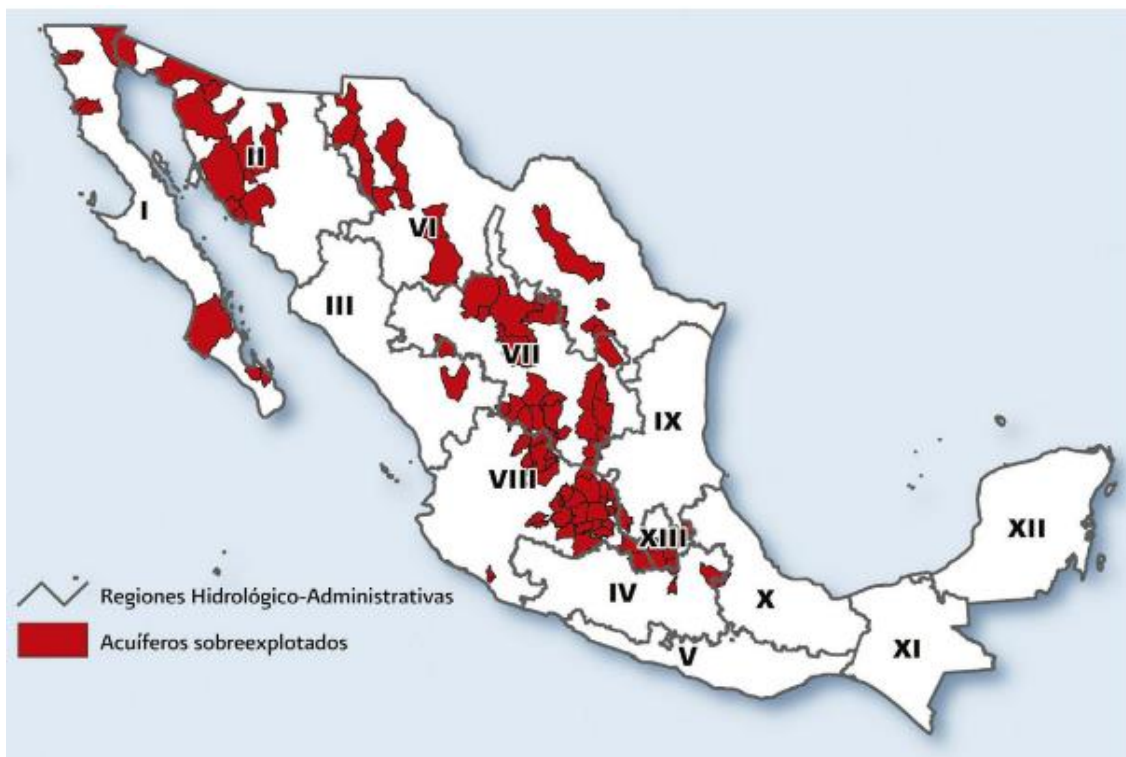 II
I
VI
III
VII
IX
VIII
XII
XIII
IV
X
XI
V
Regiones Hidrológico-Administrativas
Acuíferos sobreexplotados